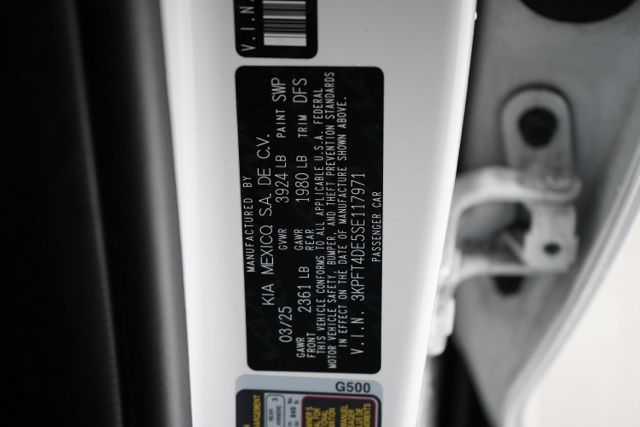 V.I.N.
MANUFACTURED BY
KIA MEXICO, S.A. DE C.V.
03/25 GVWR 3924 LB PAINT SWP
GAWR FRONT 2361 LB GAWR REAR 1980 LB TRIM DFS
THIS VEHICLE CONFORMS TO ALL APPLICABLE U.S.A. FEDERAL
MOTOR VEHICLE SAFETY, BUMPER, AND THEFT PREVENTION STANDARDS
IN EFFECT ON THE DATE OF MANUFACTURE SHOWN ABOVE.
V.I.N. 3KPFT4DE5SE117971
PASSENGER CAR
G500